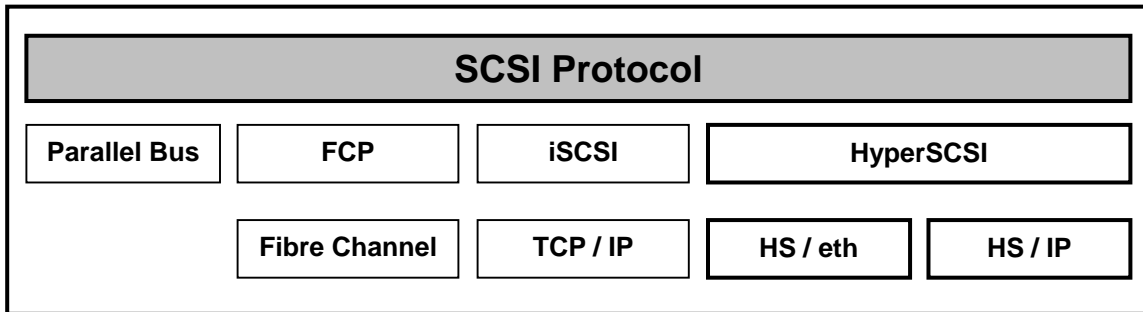 SCSI Protocol
Parallel Bus FCP iSCSI HyperSCSI
Fibre Channel TCP / IP HS / eth HS / IP